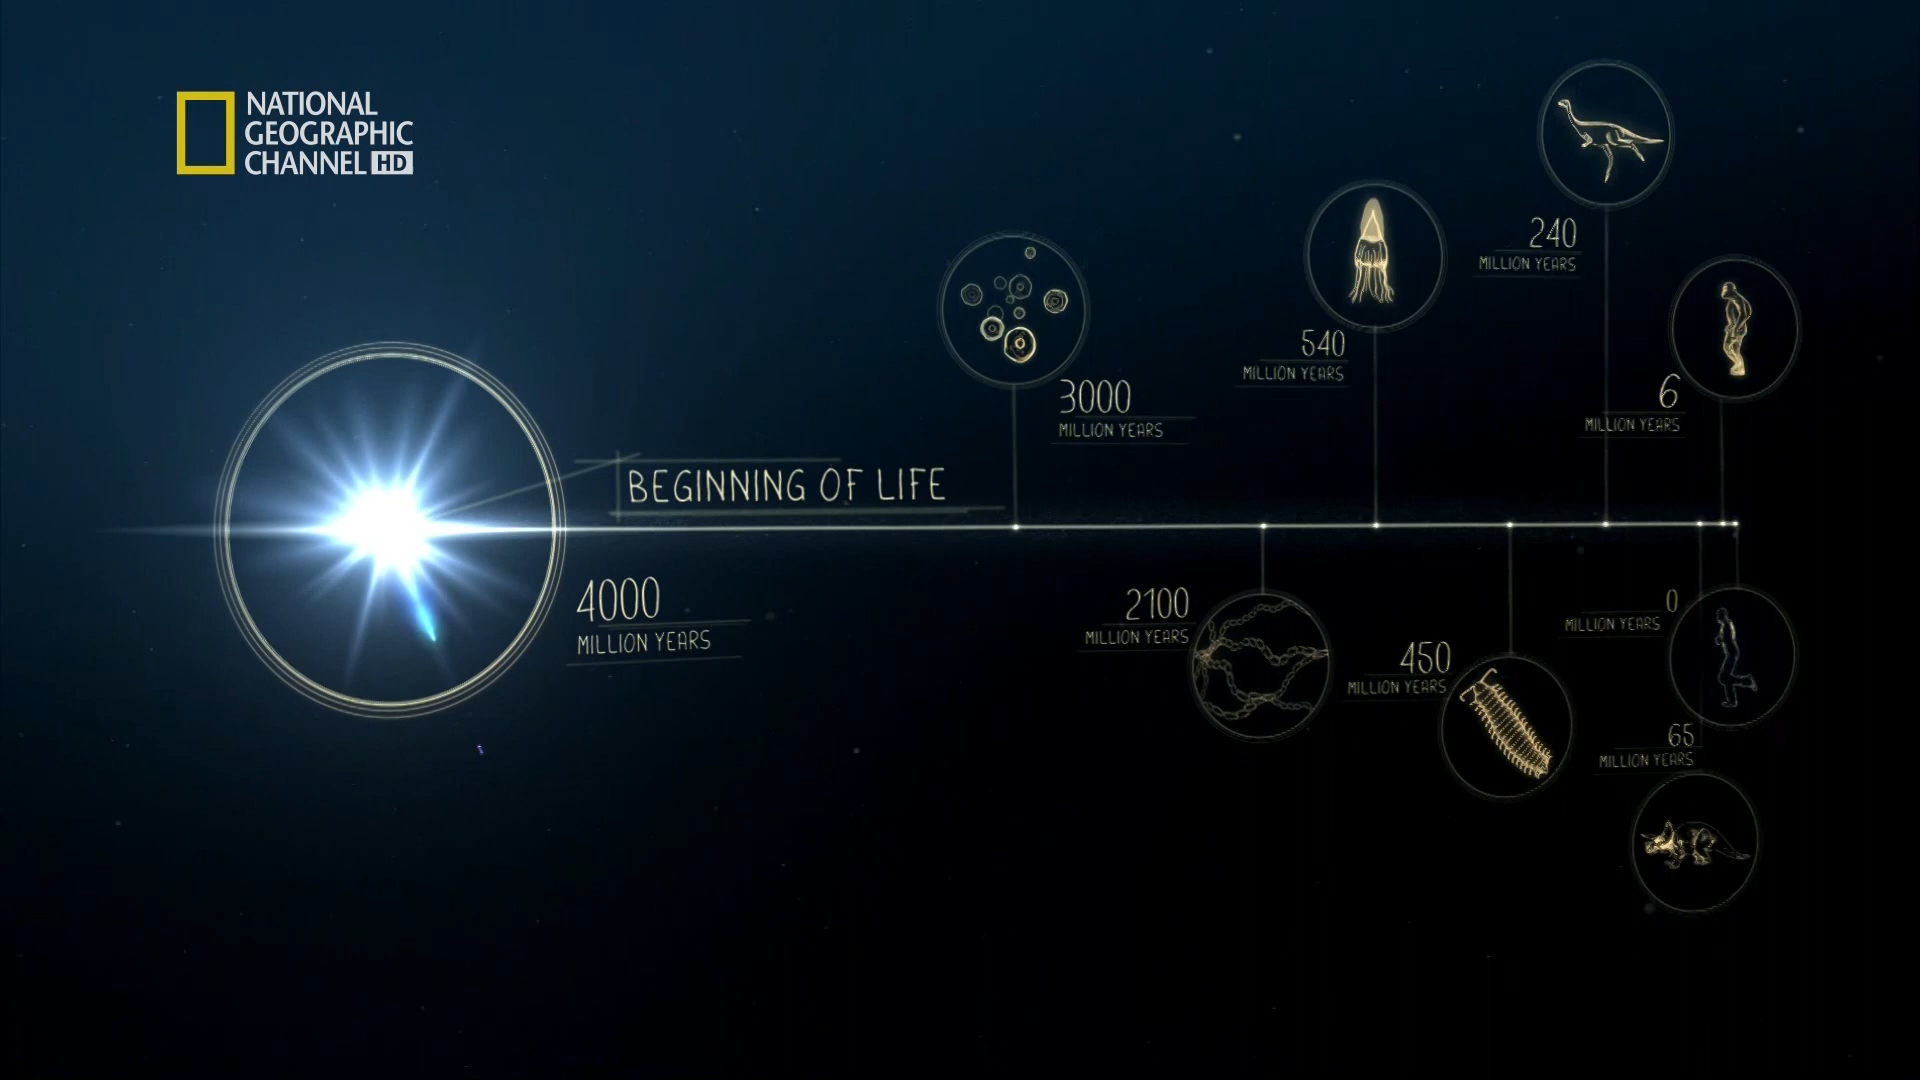 NATIONAL
GEOGRAPHIC
CHANNEL HD
240
MILLION YEARS
540
MILLION YEARS
3000
MILLION YEARS
6
MILLION YEARS
BEGINNING OF LIFE
4000
MILLION YEARS
2100
MILLION YEARS
450
MILLION YEARS
0
MILLION YEARS
65
MILLION YEARS